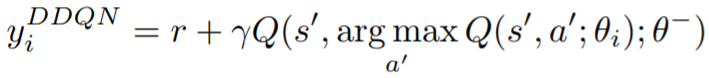 y_i^{DDQN} = r + γQ(s′, arg max_{a′} Q(s′, a′; θ_i); θ^−)